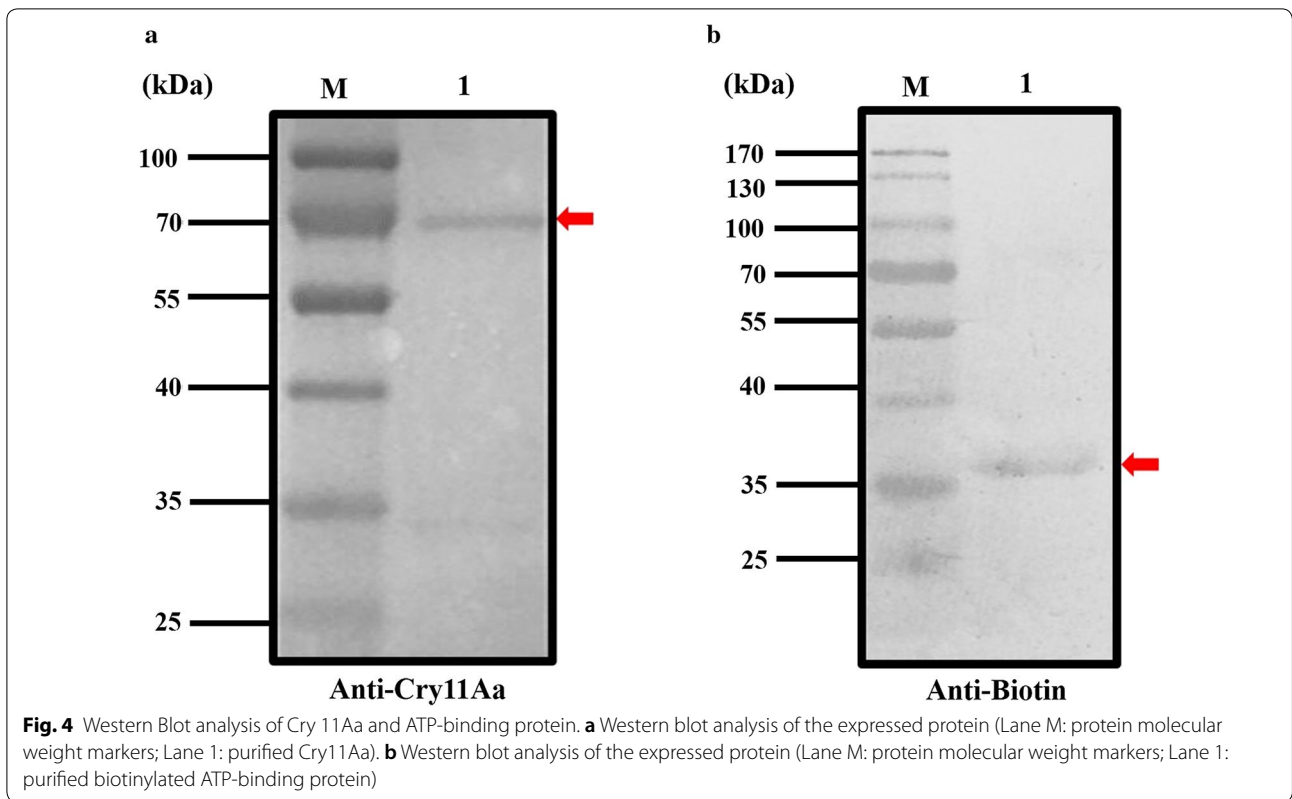 a
(kDa) M 1
100
70
55
40
35
25
Anti-Cry11Aa
b
(kDa) M 1
170
130
100
70
55
40
35
25
Anti-Biotin
Fig. 4 Western Blot analysis of Cry 11Aa and ATP-binding protein. a Western blot analysis of the expressed protein (Lane M: protein molecular
weight markers; Lane 1: purified Cry11Aa). b Western blot analysis of the expressed protein (Lane M: protein molecular weight markers; Lane 1:
purified biotinylated ATP-binding protein)